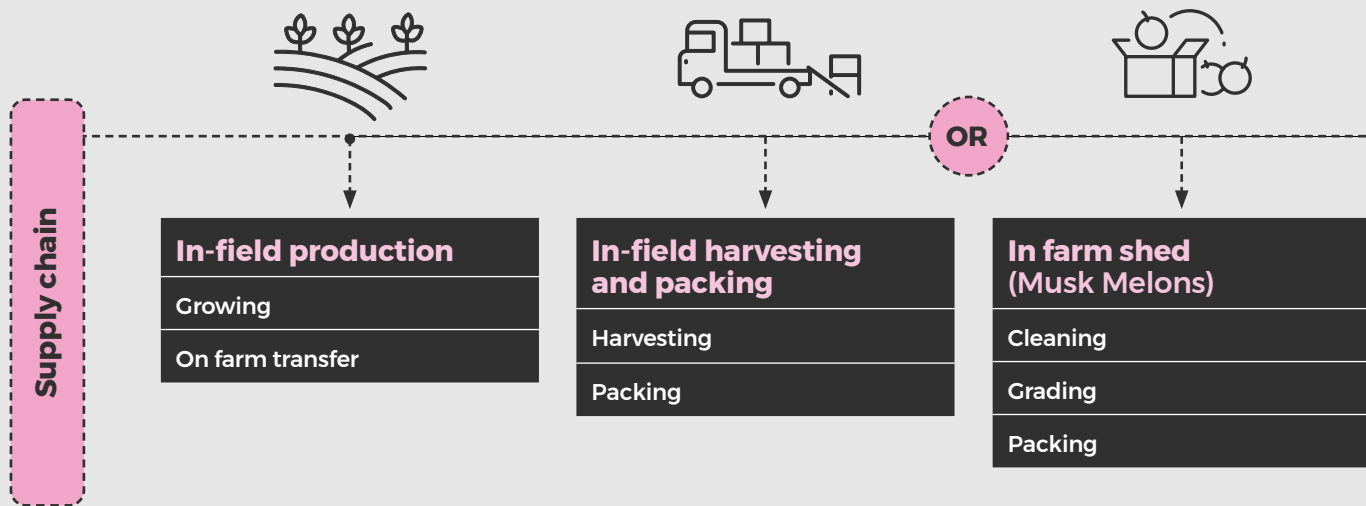 Supply chain
OR
In-field production
Growing
On farm transfer
In-field harvesting
and packing
Harvesting
Packing
In farm shed
(Musk Melons)
Cleaning
Grading
Packing